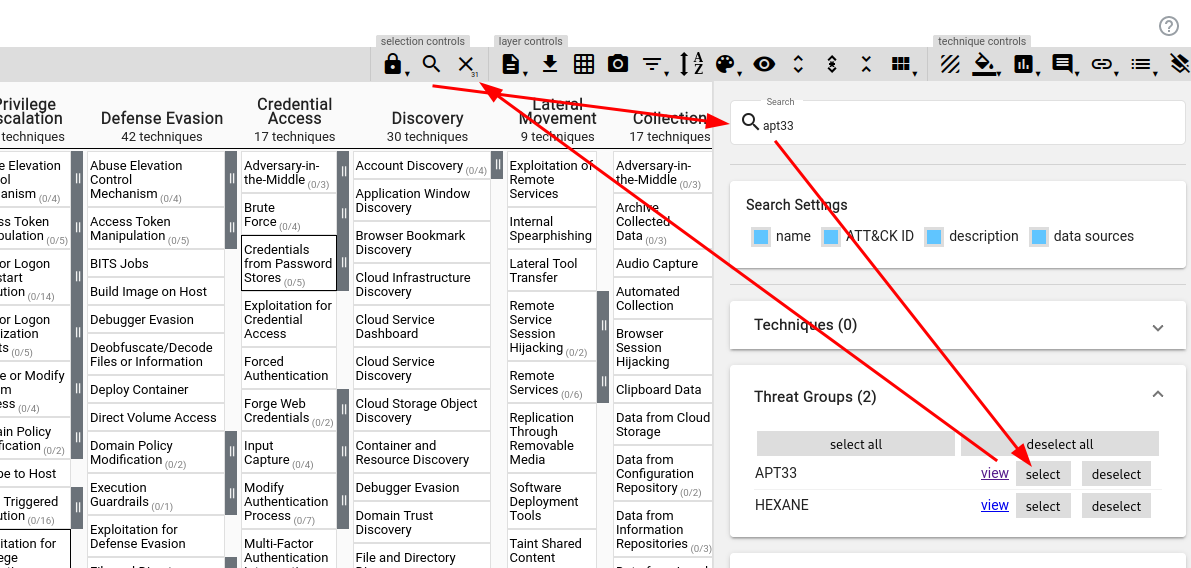 selection controls
layer controls
technique controls
31
Privilege
Escalation
techniques
Defense Evasion
42 techniques
Credential
Access
17 techniques
Discovery
30 techniques
Lateral
Movement
9 techniques
Collection
17 techniques
e Elevation
ol
anism (0/4)
ss Token
pulation (0/5)
or Logon
start
ution (0/14)
or Logon
ization
ts (0/5)
e or Modify
m
ess (0/4)
ain Policy
fication (0/2)
pe to Host
Triggered
ution (0/16)
itation for
ege
Abuse Elevation
Control
Mechanism (0/4)
Access Token
Manipulation (0/5)
BITS Jobs
Build Image on Host
Debugger Evasion
Deobfuscate/Decode
Files or Information
Deploy Container
Direct Volume Access
Domain Policy
Modification (0/2)
Execution
Guardrails (0/1)
Exploitation for
Defense Evasion
Adversary-in-
the-Middle (0/3)
Brute
Force (0/4)
Credentials
from Password
Stores (0/5)
Exploitation for
Credential
Access
Forced
Authentication
Forge Web
Credentials (0/2)
Input
Capture (0/4)
Modify
Authentication
Process (0/7)
Multi-Factor
Authentication
Account Discovery (0/4)
Application Window
Discovery
Browser Bookmark
Discovery
Cloud Infrastructure
Discovery
Cloud Service
Dashboard
Cloud Service
Discovery
Cloud Storage Object
Discovery
Container and
Resource Discovery
Debugger Evasion
Domain Trust
Discovery
File and Directory
Exploitation of
Remote
Services
Internal
Spearphishing
Lateral Tool
Transfer
Remote
Service
Session
Hijacking (0/2)
Remote
Services (0/6)
Replication
Through
Removable
Media
Software
Deployment
Tools
Taint Shared
Content
Adversary-in-
the-Middle (0/3)
Archive
Collected
Data (0/3)
Audio Capture
Automated
Collection
Browser
Session
Hijacking
Clipboard Data
Data from Cloud
Storage
Data from
Configuration
Repository (0/2)
Data from
Information
Repositories (0/3)
Search
apt33
Search Settings
name ATT&CK ID description data sources
Techniques (0)
Threat Groups (2)
select all deselect all
APT33 view select deselect
HEXANE view select deselect